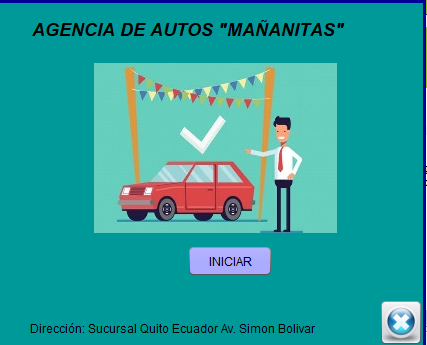 AGENCIA DE AUTOS "MAÑANITAS"
INICIAR
Dirección: Sucursal Quito Ecuador Av. Simon Bolivar